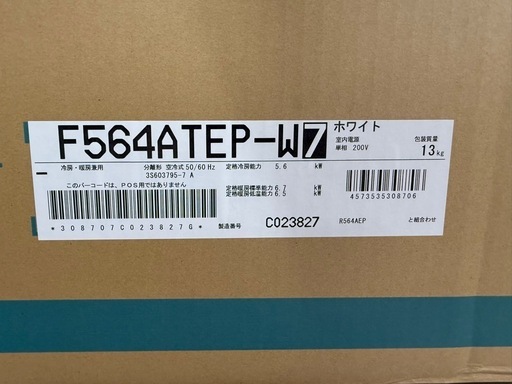 F564ATEP-W7 ホワイト 室内電源 単相 200V 包装質量 13kg
冷房・暖房兼用 分離形 空冷式 50/60Hz 定格冷房能力 5.6 kW
3S603795-7 A
このバーコードは、POS用ではありません 定格暖房標準能力 6.7 kW
定格暖房低温能力 6.5 kW
4573535308706
*308707C023827G* 製造番号 C023827 R564AEP と組合わせ